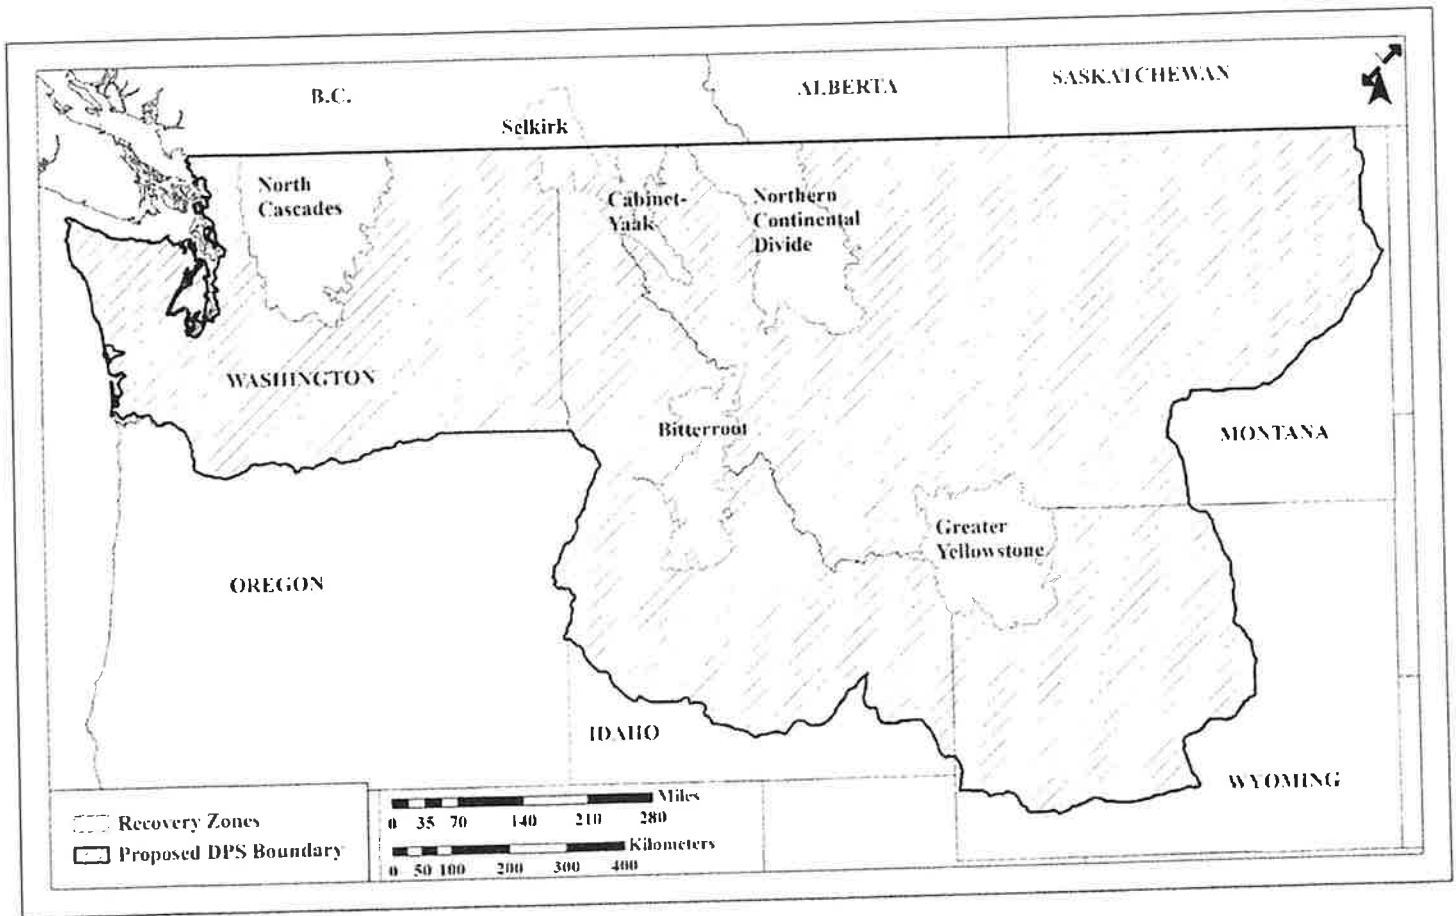 B.C.
ALBERTA
SASKATCHEWAN
Selkirk
North
Cascades
Cabinet-
Yaak
Northern
Continental
Divide
WASHINGTON
Bitterroot
MONTANA
Greater
Yellowstone
OREGON
IDAHO
WYOMING
Recovery Zones
Proposed DPS Boundary
Miles
0 35 70 140 210 280
Kilometers
0 50 100 200 300 400